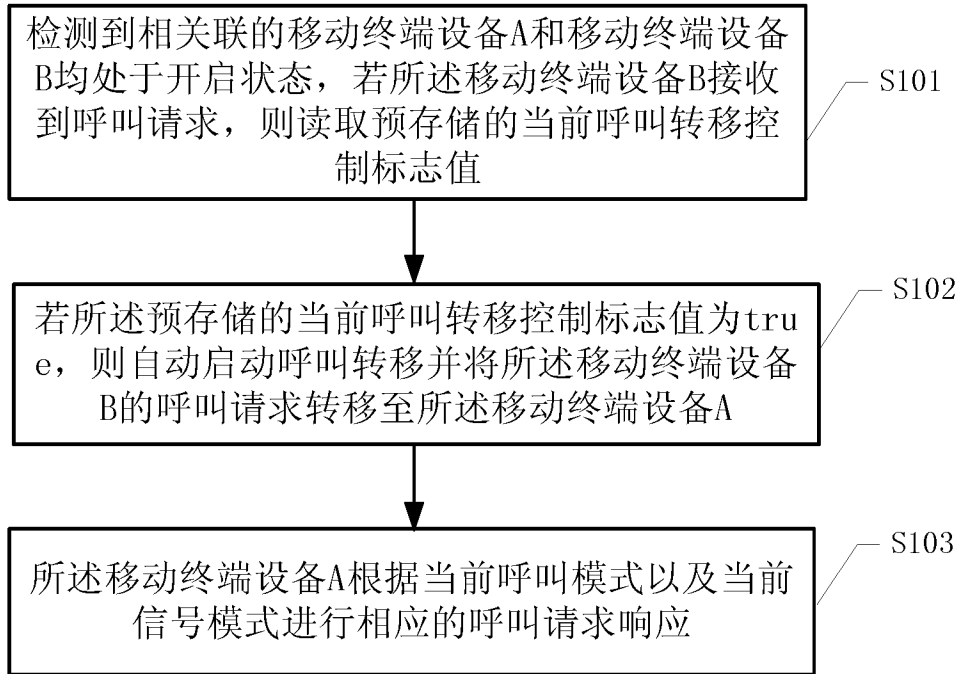 检测到相关联的移动终端设备A和移动终端设备
B均处于开启状态，若所述移动终端设备B接收
到呼叫请求，则读取预存储的当前呼叫转移控
制标志值
S101
若所述预存储的当前呼叫转移控制标志值为tru
e，则自动启动呼叫转移并将所述移动终端设备
B的呼叫请求转移至所述移动终端设备A
S102
所述移动终端设备A根据当前呼叫模式以及当前
信号模式进行相应的呼叫请求响应
S103